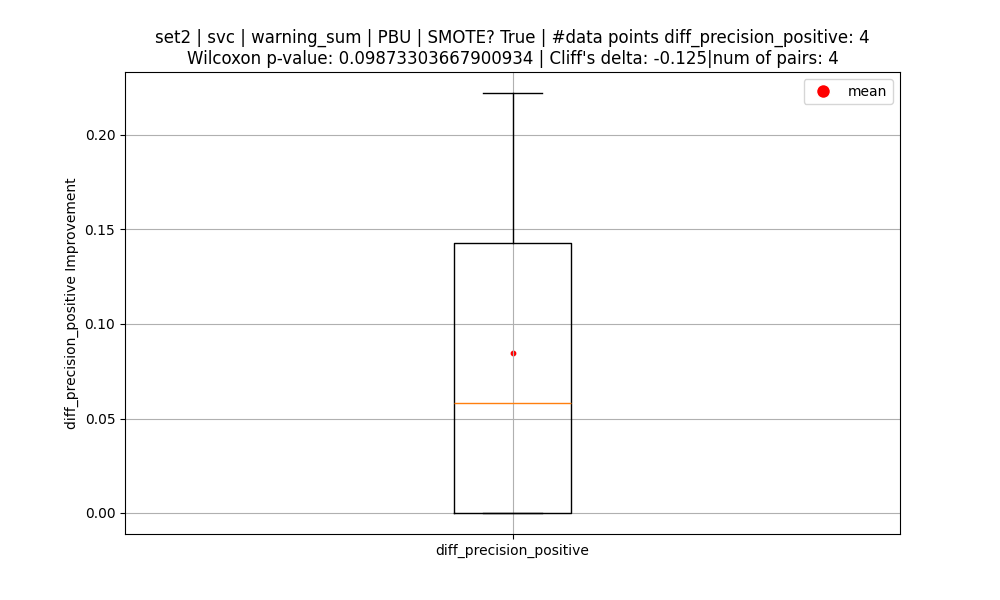 set2 | svc | warning_sum | PBU | SMOTE? True | #data points diff_precision_positive: 4
Wilcoxon p-value: 0.09873303667900934 | Cliff's delta: -0.125|num of pairs: 4
mean
0.20
0.15
0.10
0.05
0.00
diff_precision_positive Improvement
diff_precision_positive